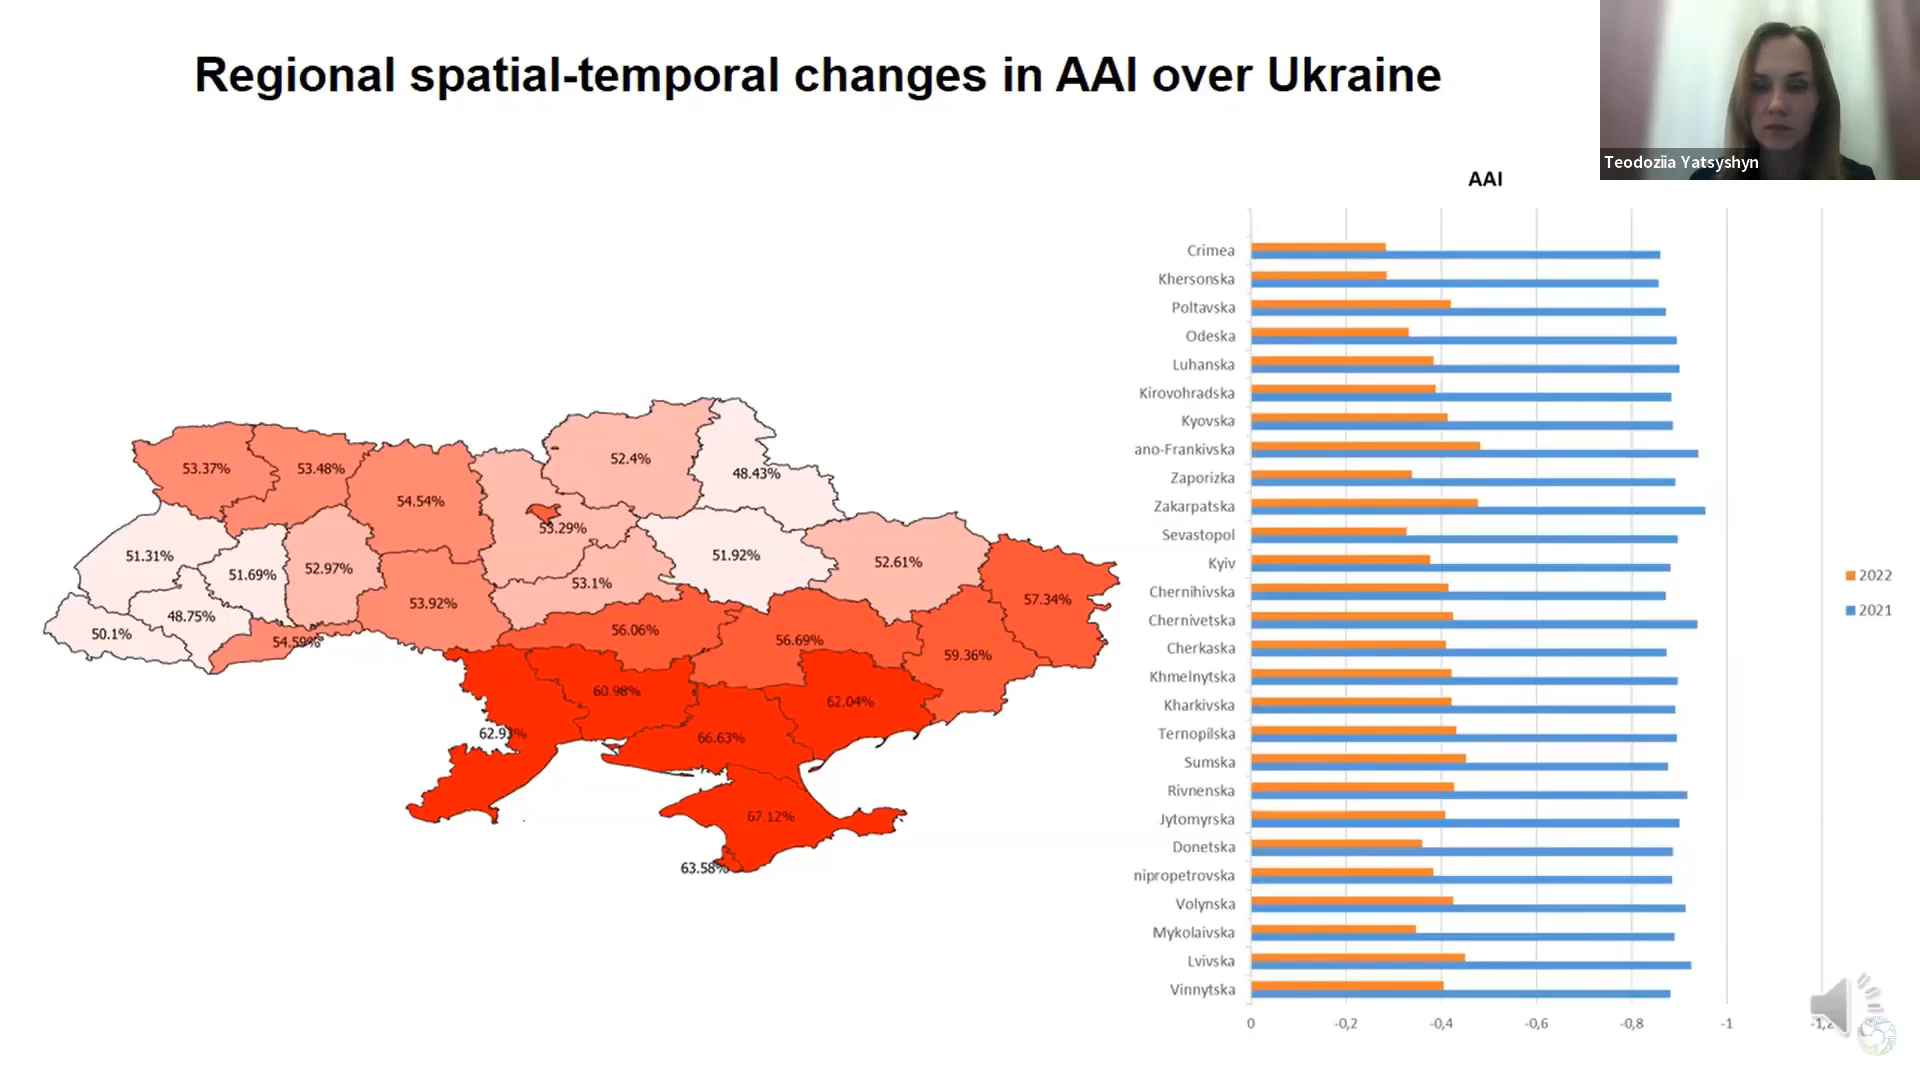 Regional spatial-temporal changes in AAI over Ukraine
Teodoziia Yatsyshyn
53.37%
53.48%
54.54%
52.4%
48.43%
53.29%
51.31%
51.69%
52.97%
53.1%
51.92%
52.61%
50.1%
48.75%
54.59%
53.92%
56.06%
56.69%
57.34%
59.36%
60.98%
62.04%
62.93%
66.63%
67.12%
63.58%
AAI
Crimea
Khersonska
Poltavska
Odeska
Luhanska
Kirovohradska
Kyovska
ano-Frankivska
Zaporizka
Zakarpatska
Sevastopol
Kyiv
Chernihivska
Chernivetska
Cherkaska
Khmelnytska
Kharkivska
Ternopilska
Sumska
Rivnenska
Jytomyrska
Donetska
nipropetrovska
Volynska
Mykolaivska
Lvivska
Vinnytska
0 -0,2 -0,4 -0,6 -0,8 -1 -1,2
2022
2021